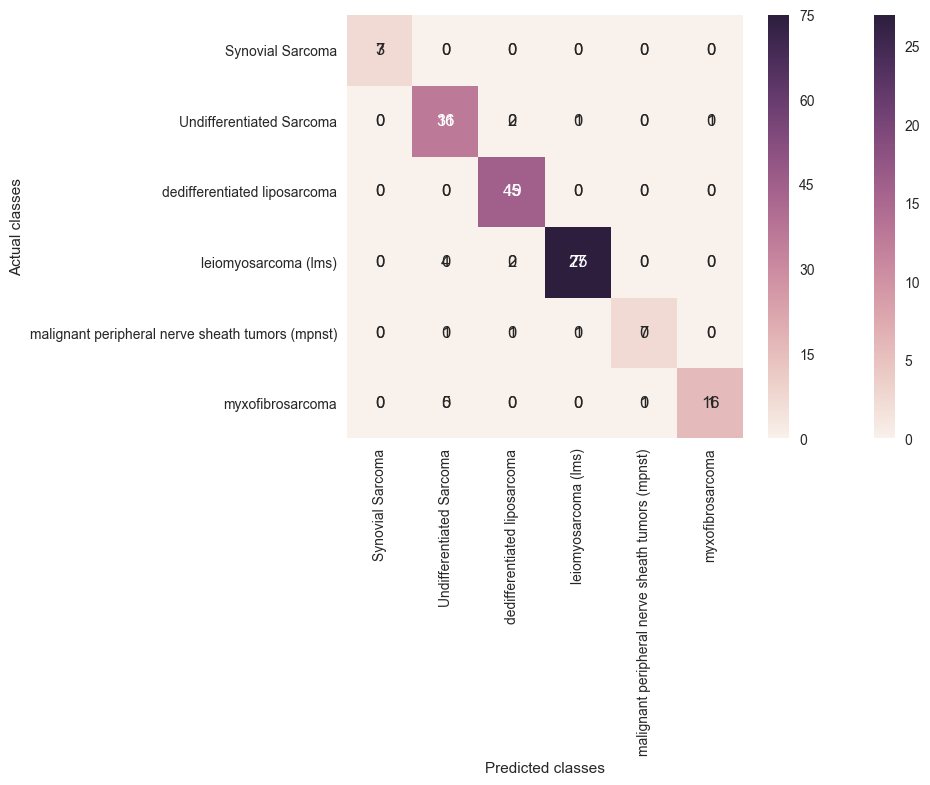 Synovial Sarcoma 0 0 0 0 0
Undifferentiated Sarcoma 0 0
dedifferentiated liposarcoma 0 0 0 0 0
leiomyosarcoma (lms) 0 0 0
malignant peripheral nerve sheath tumors (mpnst) 0 0
myxofibrosarcoma 0 0 0
Actual classes
Synovial Sarcoma
Undifferentiated Sarcoma
dedifferentiated liposarcoma
leiomyosarcoma (lms)
malignant peripheral nerve sheath tumors (mpnst)
myxofibrosarcoma
Predicted classes
75
60
45
30
15
0
25
20
15
10
5
0